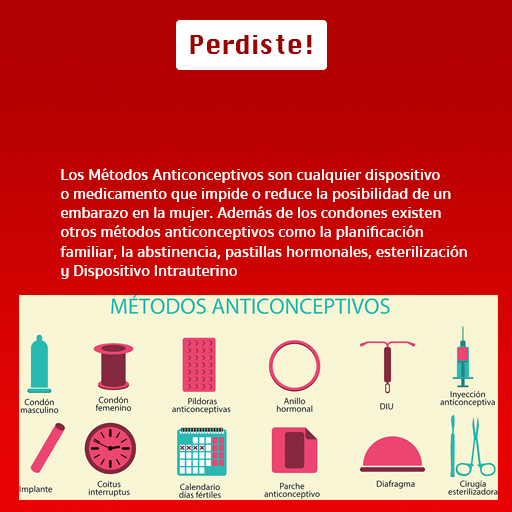 Perdiste!
Los Métodos Anticonceptivos son cualquier dispositivo
o medicamento que impide o reduce la posibilidad de un
embarazo en la mujer. Además de los condones existen
otros métodos anticonceptivos como la planificación
familiar, la abstinencia, pastillas hormonales, esterilización
y Dispositivo Intrauterino
MÉTODOS ANTICONCEPTIVOS
Condón
masculino
Condón
femenino
Píldoras
anticonceptivas
Anillo
hormonal
DIU
Inyección
anticonceptiva
Implante
Coitus
interruptus
Calendario
días fértiles
Parche
anticonceptivo
Diafragma
Cirugía
esterilizadora